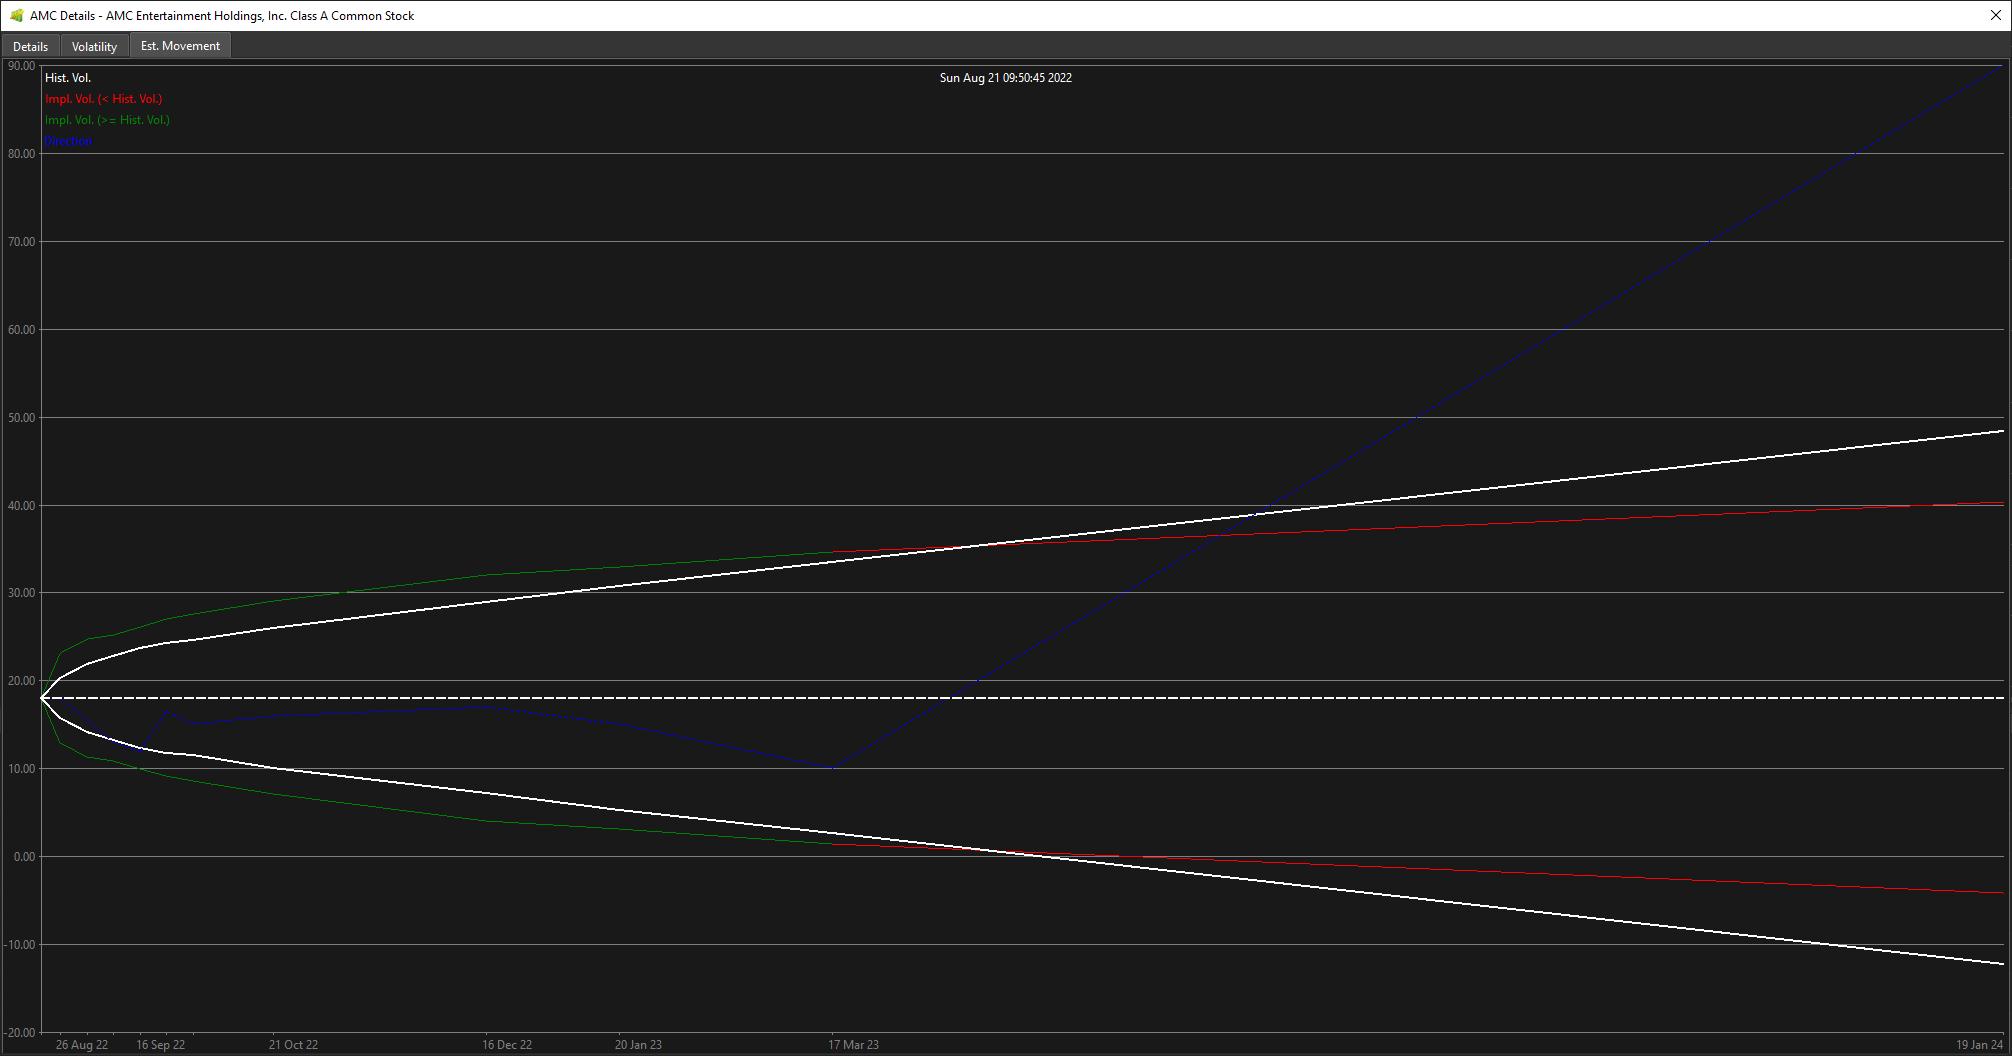 AMC Details - AMC Entertainment Holdings, Inc. Class A Common Stock
Details Volatility Est. Movement
90.00
Hist. Vol.
Sun Aug 21 09:50:45 2022
Impl. Vol. (< Hist. Vol.)
Impl. Vol. (>= Hist. Vol.)
Direction
80.00
70.00
60.00
50.00
40.00
30.00
20.00
10.00
0.00
-10.00
-20.00
26 Aug 22 16 Sep 22 21 Oct 22 16 Dec 22 20 Jan 23 17 Mar 23 19 Jan 24